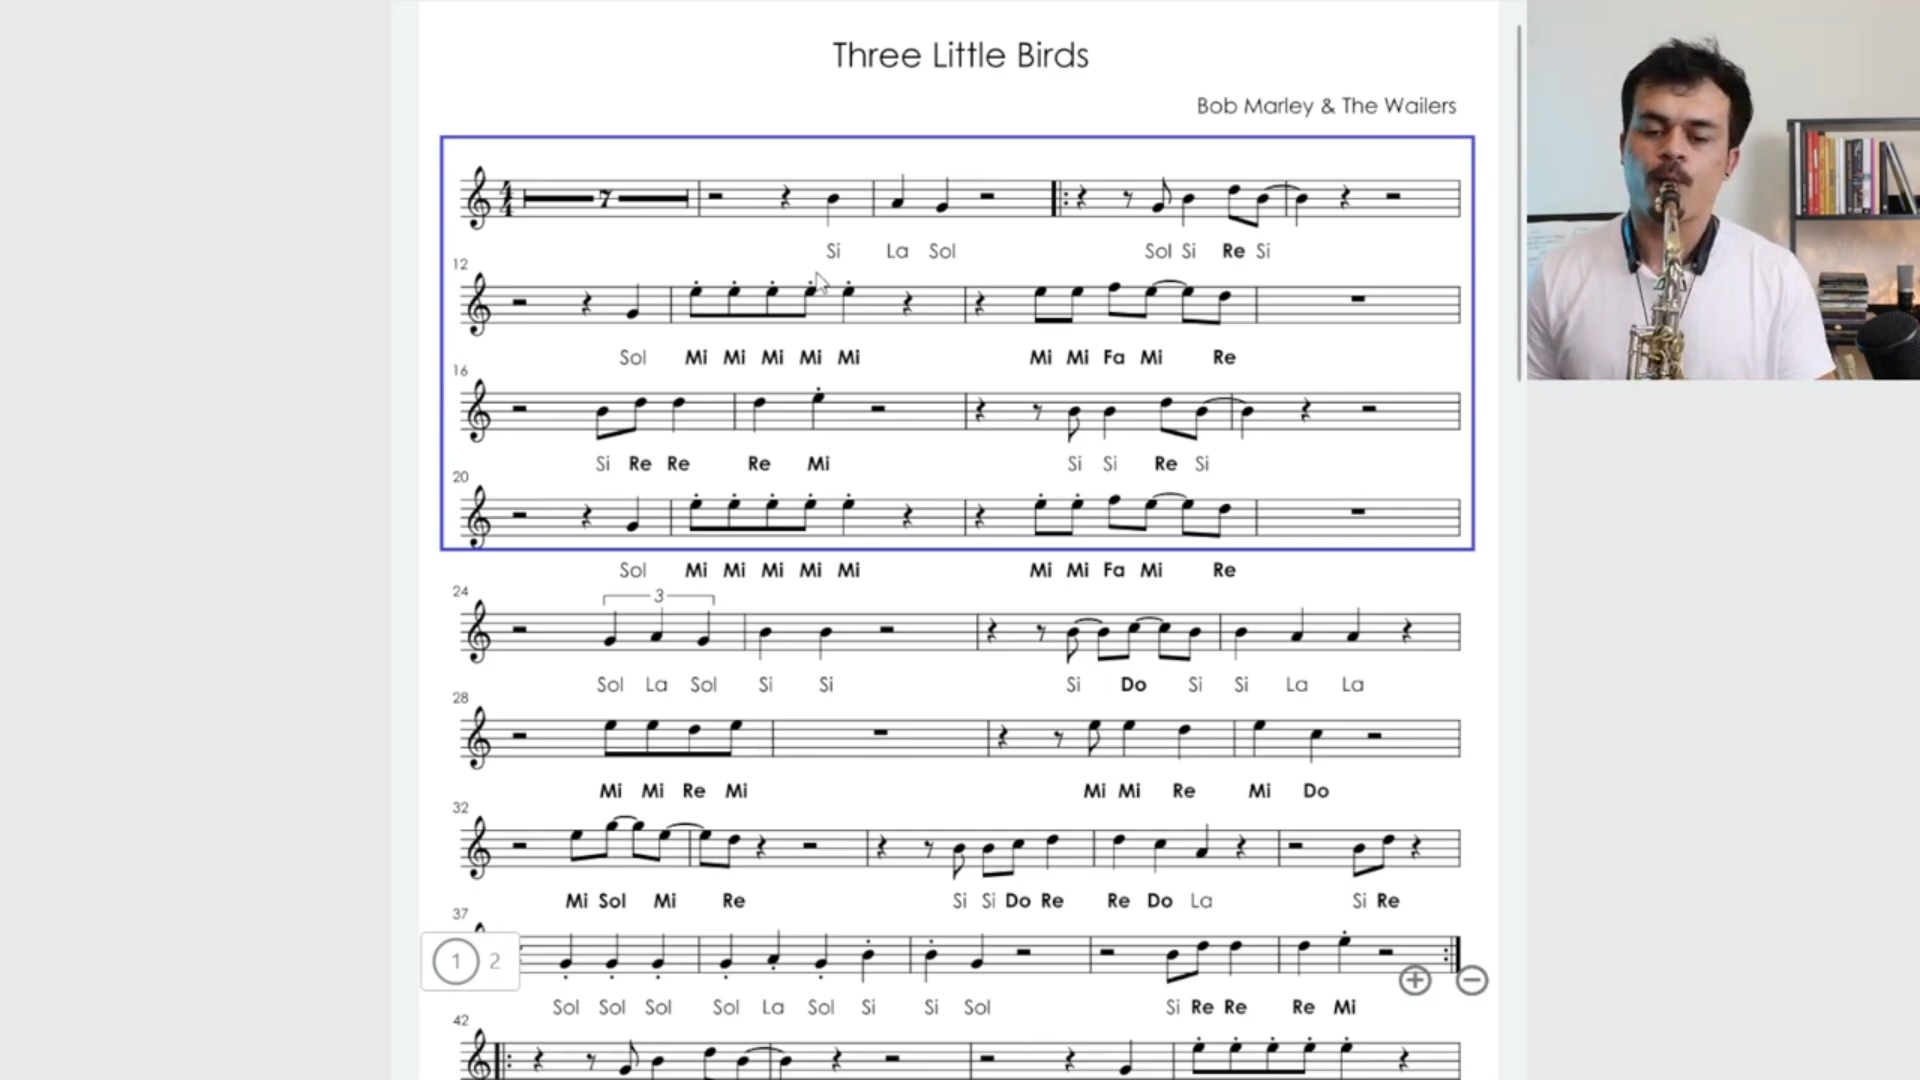 Three Little Birds
Bob Marley & The Wailers
4
4
7
Si La Sol Sol Si Re Si
12
Sol Mi Mi Mi Mi Mi Mi Mi Fa Mi Re
16
Si Re Re Re Mi Si Si Re Si
20
Sol Mi Mi Mi Mi Mi Mi Mi Fa Mi Re
24
3
Sol La Sol Si Si Si Do Si Si La La
28
Mi Mi Re Mi Mi Mi Re Mi Do
32
Mi Sol Mi Re Si Si Do Re Re Do La Si Re
37
1 2
Sol Sol Sol Sol La Sol Si Si Sol Si Re Re Re Mi
42